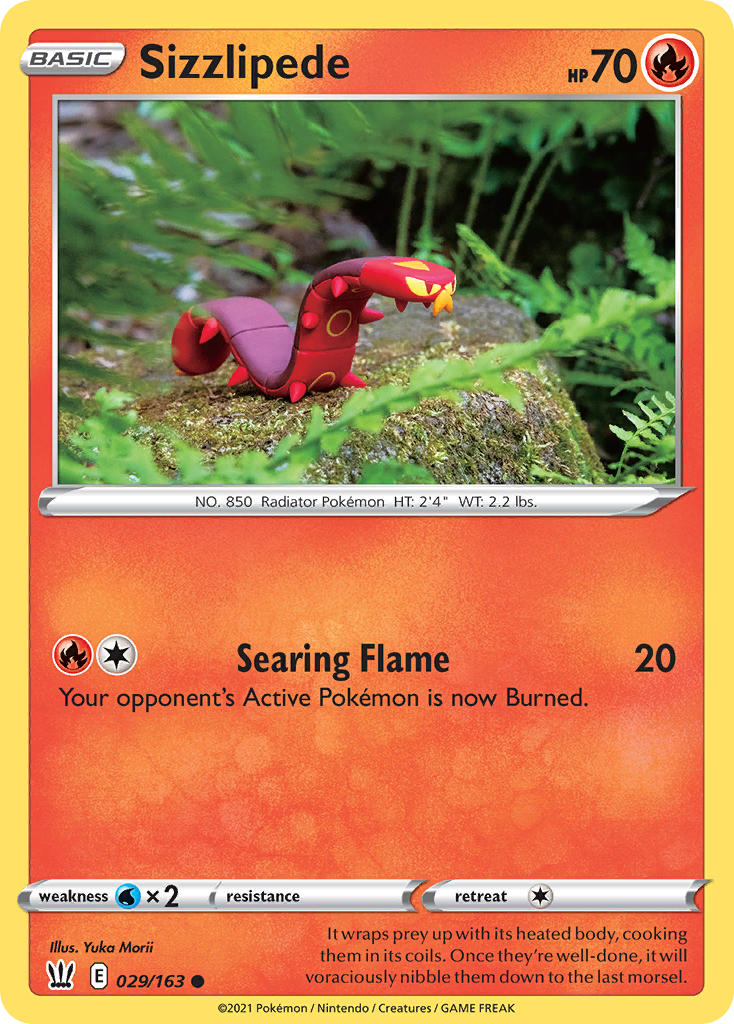 BASIC Sizzlipede HP 70
NO. 850 Radiator Pokémon HT: 2'4" WT: 2.2 lbs.
Searing Flame 20
Your opponent's Active Pokémon is now Burned.
weakness ×2 resistance retreat
Illus. Yuka Morii
It wraps prey up with its heated body, cooking
them in its coils. Once they're well-done, it will
voraciously nibble them down to the last morsel.
E 029/163
©2021 Pokémon / Nintendo / Creatures / GAME FREAK